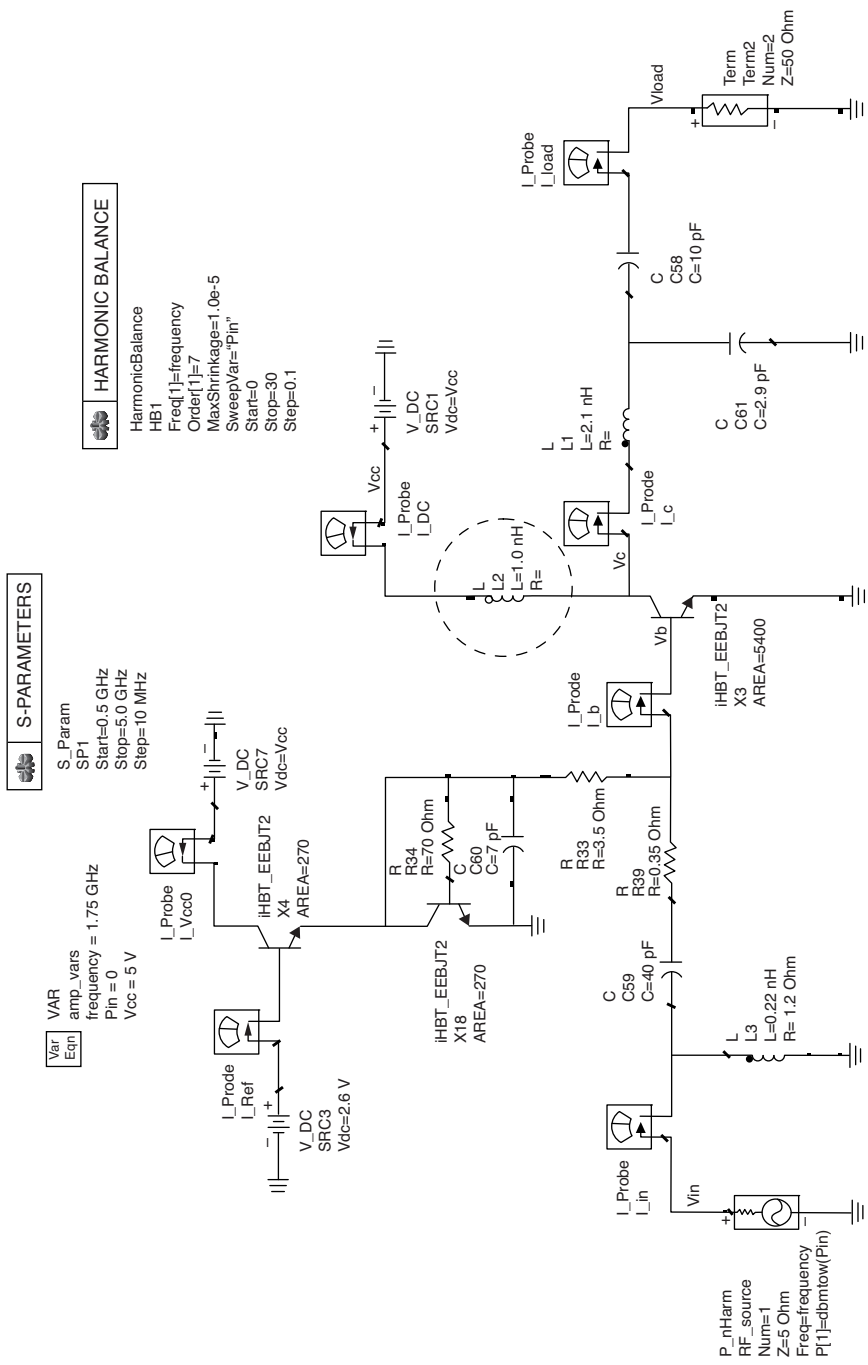 S-PARAMETERS
S_Param
SP1
Start=0.5 GHz
Stop=5.0 GHz
Step=10 MHz
HARMONIC BALANCE
HarmonicBalance
HB1
Freq[1]=frequency
Order[1]=7
MaxShrinkage=1.0e-5
SweepVar="Pin"
Start=0
Stop=30
Step=0.1
Var
Eqn
VAR
amp_vars
frequency = 1.75 GHz
Pin = 0
Vcc = 5 V
I_Probe
I_Vcc0
+
−
V_DC
SRC7
Vdc=Vcc
iHBT_EEBJT2
X4
AREA=270
I_Prode
I_Ref
−
+
V_DC
SRC3
Vdc=2.6 V
iHBT_EEBJT2
X18
AREA=270
R
R34
R=70 Ohm
C
C60
C=7 pF
R
R33
R=3.5 Ohm
R
R39
R=0.35 Ohm
C
C59
C=40 pF
L
L3
L=0.22 nH
R= 1.2 Ohm
I_Probe
I_in
Vin
+
−
P_nHarm
RF_source
Num=1
Z=5 Ohm
Freq=frequency
P[1]=dbmtow(Pin)
I_Prode
I_b
Vb
iHBT_EEBJT2
X3
AREA=5400
Vc
L
L2
L=1.0 nH
R=
I_Probe
I_DC
Vcc
+
−
V_DC
SRC1
Vdc=Vcc
I_Prode
I_c
L
L1
L=2.1 nH
R=
C
C61
C=2.9 pF
C
C58
C=10 pF
I_Probe
I_load
Vload
+
−
Term
Term2
Num=2
Z=50 Ohm